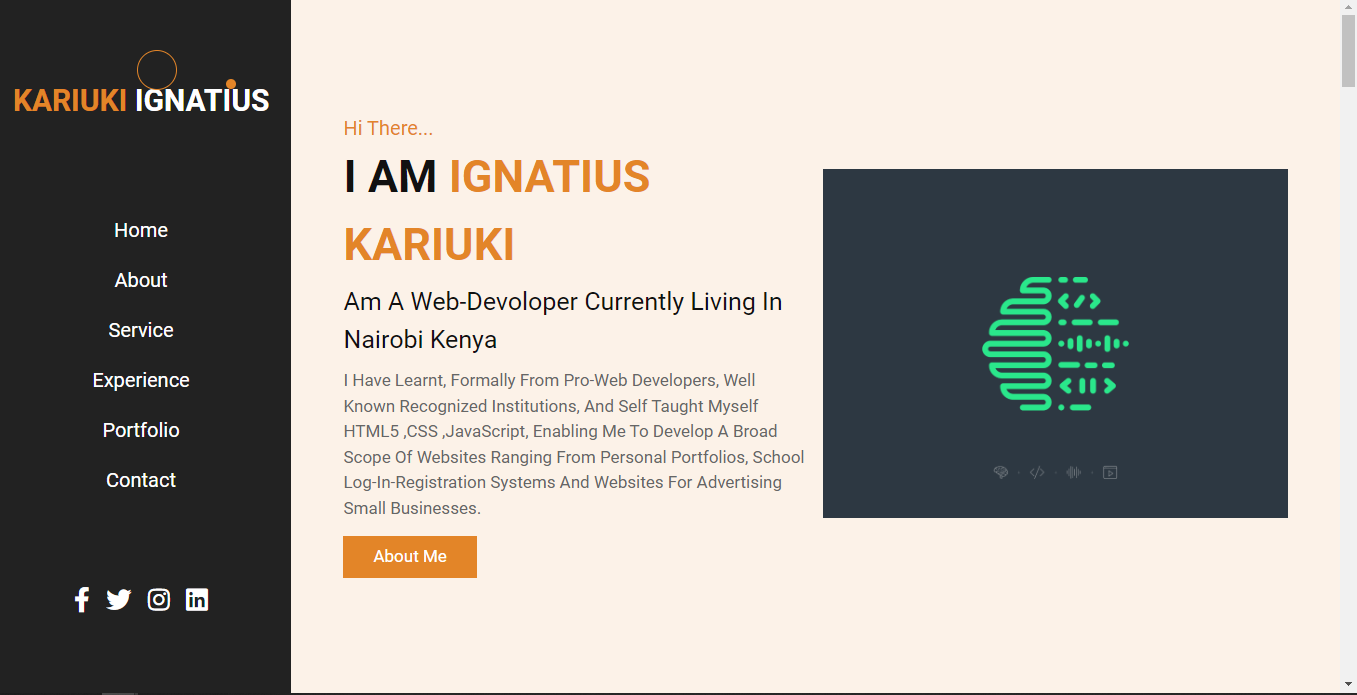 KARIUKI IGNATIUS
Home
About
Service
Experience
Portfolio
Contact
Hi There...
I AM IGNATIUS
KARIUKI
Am A Web-Devoloper Currently Living In
Nairobi Kenya
I Have Learnt, Formally From Pro-Web Developers, Well
Known Recognized Institutions, And Self Taught Myself
HTML5 ,CSS ,JavaScript, Enabling Me To Develop A Broad
Scope Of Websites Ranging From Personal Portfolios, School
Log-In-Registration Systems And Websites For Advertising
Small Businesses.
About Me